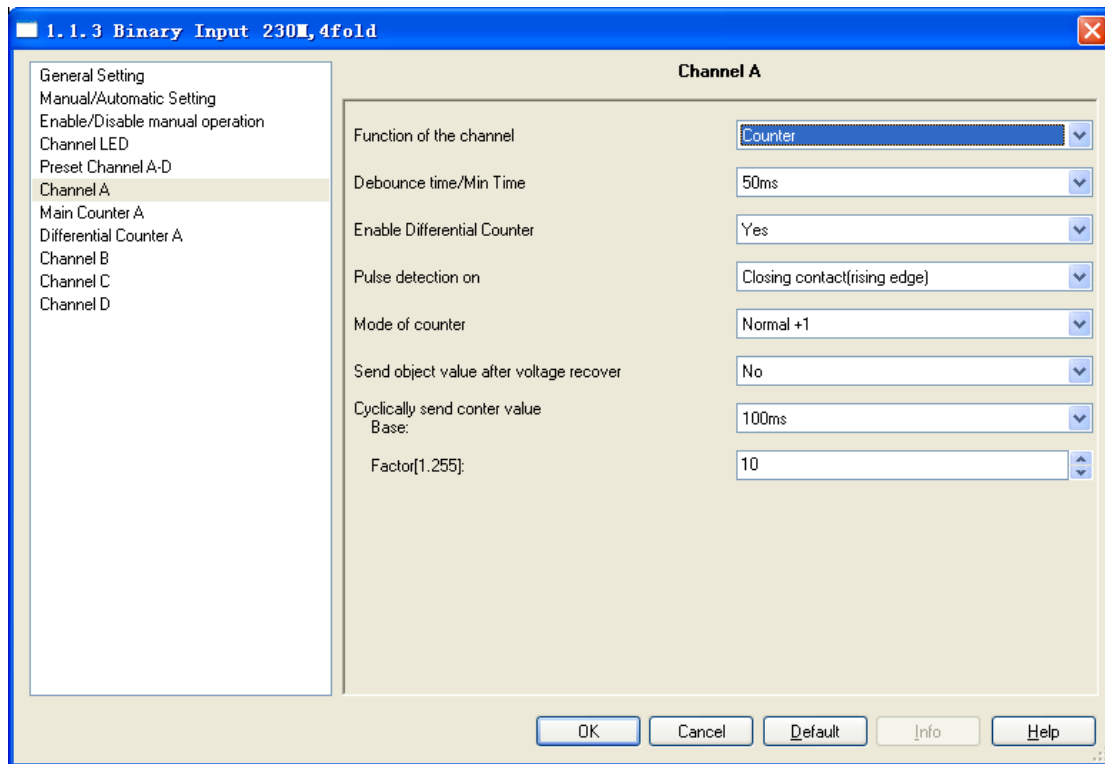 1.1.3 Binary Input 230M,4fold
General Setting
Manual/Automatic Setting
Enable/Disable manual operation
Channel LED
Preset Channel A-D
Channel A
Main Counter A
Differential Counter A
Channel B
Channel C
Channel D
Channel A
Function of the channel
Counter
Debounce time/Min Time
50ms
Enable Differential Counter
Yes
Pulse detection on
Closing contact(rising edge)
Mode of counter
Normal +1
Send object value after voltage recover
No
Cyclically send conter value
Base:
100ms
Factor[1.255]:
10
OK
Cancel
Default
Info
Help